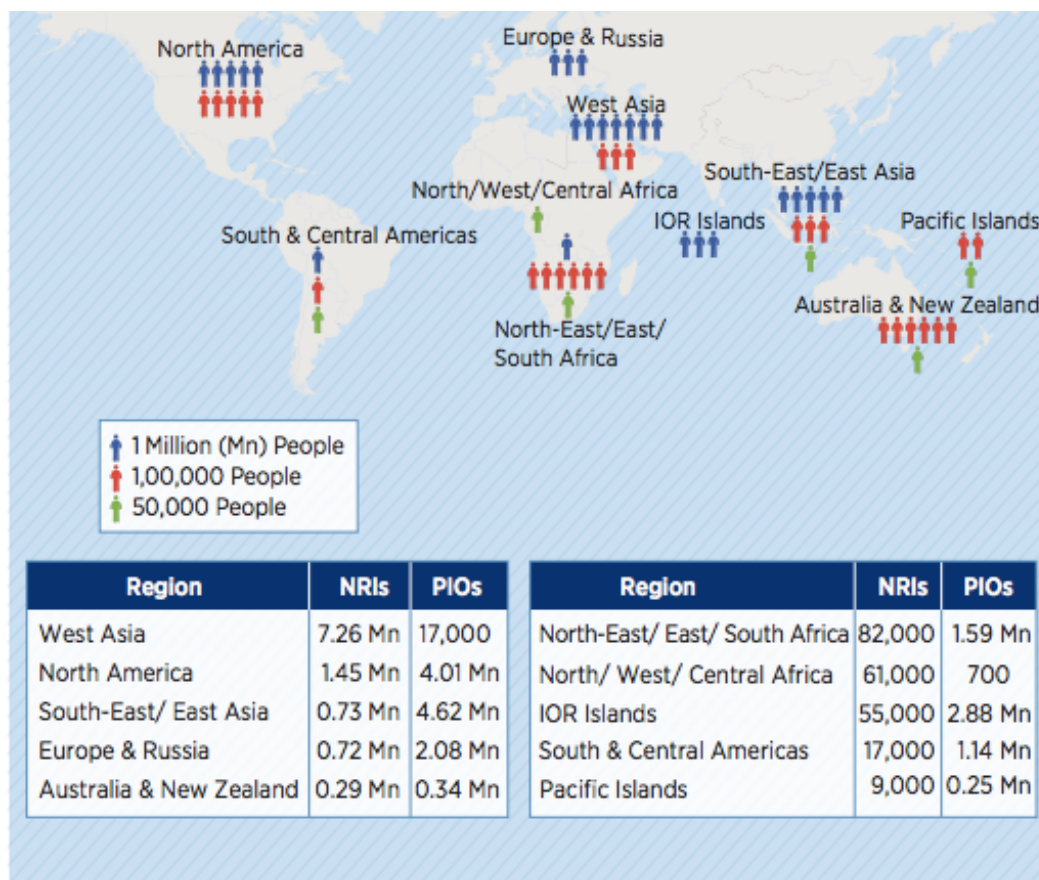 North America
Europe & Russia
West Asia
North/West/Central Africa
South-East/East Asia
IOR Islands
Pacific Islands
South & Central Americas
Australia & New Zealand
North-East/East/
South Africa
1 Million (Mn) People
1,00,000 People
50,000 People
Region NRIs PIOs
West Asia 7.26 Mn 17,000
North America 1.45 Mn 4.01 Mn
South-East/ East Asia 0.73 Mn 4.62 Mn
Europe & Russia 0.72 Mn 2.08 Mn
Australia & New Zealand 0.29 Mn 0.34 Mn
Region NRIs PIOs
North-East/ East/ South Africa 82,000 1.59 Mn
North/ West/ Central Africa 61,000 700
IOR Islands 55,000 2.88 Mn
South & Central Americas 17,000 1.14 Mn
Pacific Islands 9,000 0.25 Mn